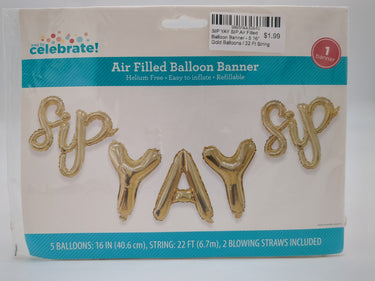 celebrate!
SIP YAY SIP Air Filled
Balloon Banner - 5 16"
Gold Balloons / 22 Ft String
$1.99
1
banner
Air Filled Balloon Banner
Helium Free • Easy to inflate • Refillable
sip
YAY
sip
5 BALLOONS: 16 IN (40.6 cm), STRING: 22 FT (6.7m), 2 BLOWING STRAWS INCLUDED